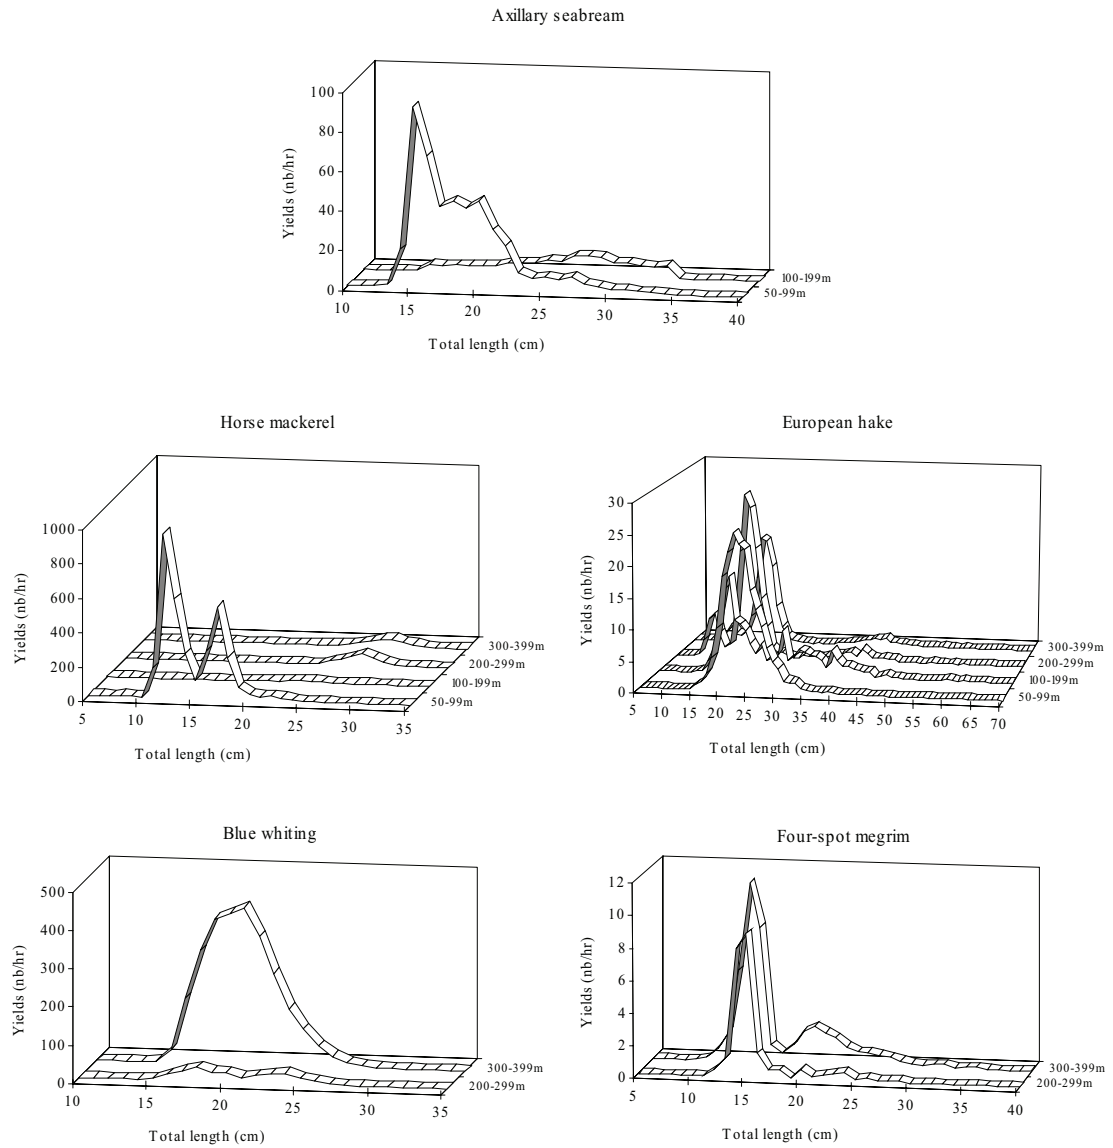 Axillary seabream
100
80
60
40
20
0
Yields (nb/hr)
10 15 20 25 30 35 40
100-199m
50-99m
Total length (cm)
Horse mackerel
1000
800
600
400
200
0
Yields (nb/hr)
5 10 15 20 25 30 35
300-399m
200-299m
100-199m
50-99m
Total length (cm)
European hake
30
25
20
15
10
5
0
Yields (nb/hr)
5 10 15 20 25 30 35 40 45 50 55 60 65 70
300-399m
200-299m
100-199m
50-99m
Total length (cm)
Blue whiting
500
400
300
200
100
0
Yields (nb/hr)
10 15 20 25 30 35
300-399m
200-299m
Total length (cm)
Four-spot megrim
12
10
8
6
4
2
0
Yields (nb/hr)
5 10 15 20 25 30 35 40
300-399m
200-299m
Total length (cm)